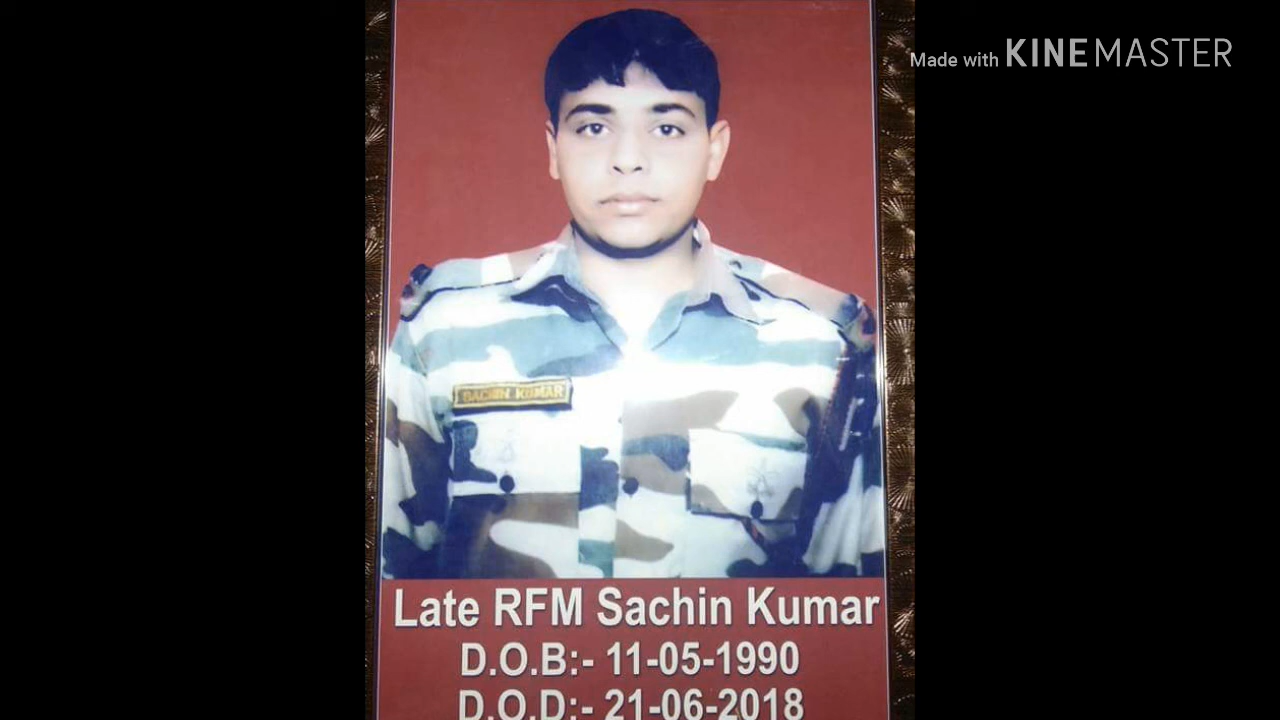 Made with KINEMASTER
SACHIN KUMAR
Late RFM Sachin Kumar
D.O.B:- 11-05-1990
D.O.D:- 21-06-2018